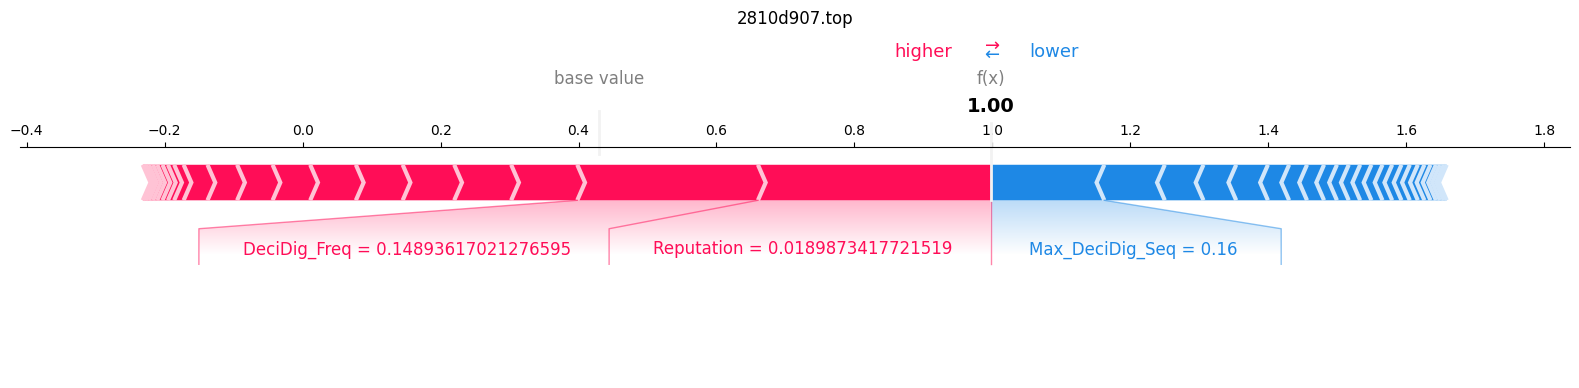 2810d907.top
higher ⇄ lower
base value f(x)
1.00
−0.4 −0.2 0.0 0.2 0.4 0.6 0.8 1.0 1.2 1.4 1.6 1.8
DeciDig_Freq = 0.14893617021276595 Reputation = 0.0189873417721519 Max_DeciDig_Seq = 0.16